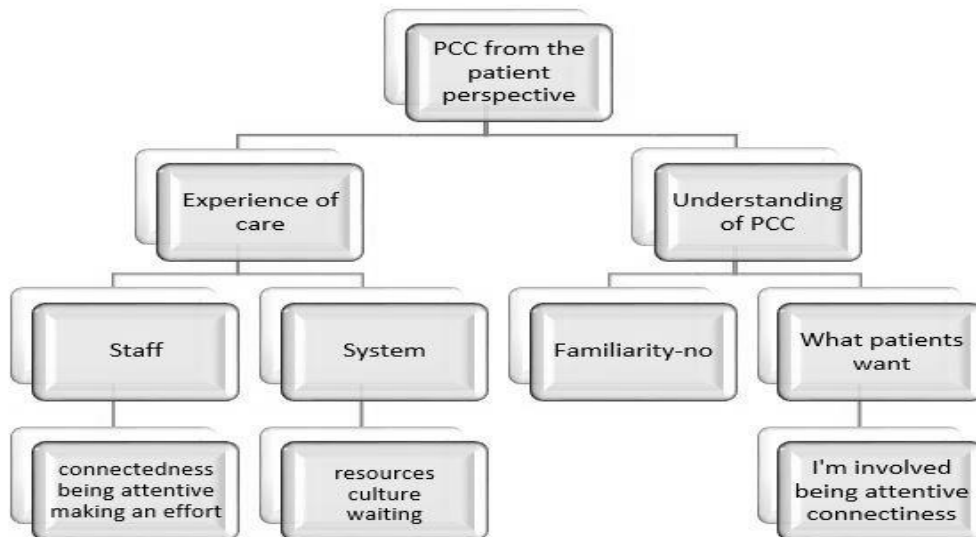 PCC from the
patient
perspective
Experience of
care
Understanding
of PCC
Staff
System
Familiarity-no
What patients
want
connectedness
being attentive
making an effort
resources
culture
waiting
I'm involved
being attentive
connectiness